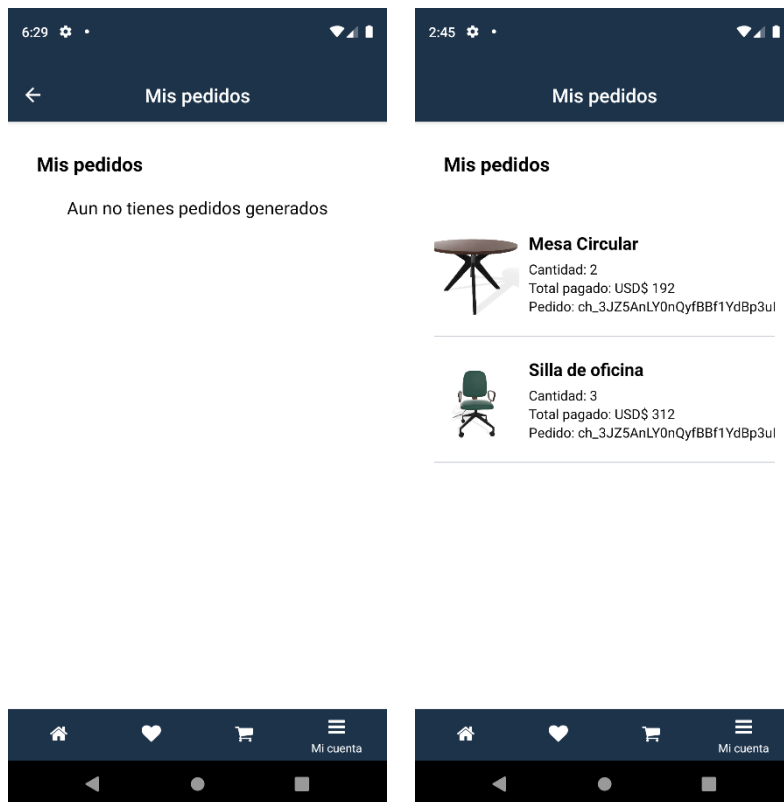 6:29
Mis pedidos
Mis pedidos
Aun no tienes pedidos generados
Mi cuenta
2:45
Mis pedidos
Mis pedidos
Mesa Circular
Cantidad: 2
Total pagado: USD$ 192
Pedido: ch_3JZ5AnLY0nQyfBBf1YdBp3ul
Silla de oficina
Cantidad: 3
Total pagado: USD$ 312
Pedido: ch_3JZ5AnLY0nQyfBBf1YdBp3ul
Mi cuenta